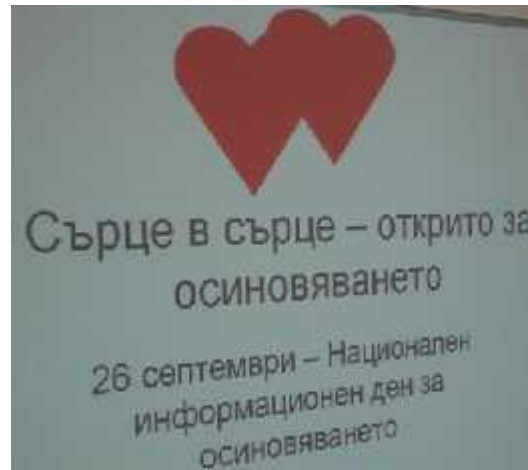 Сърце в сърце – открито за
осиновяването
26 септември – Национален
информационен ден за
осиновяването